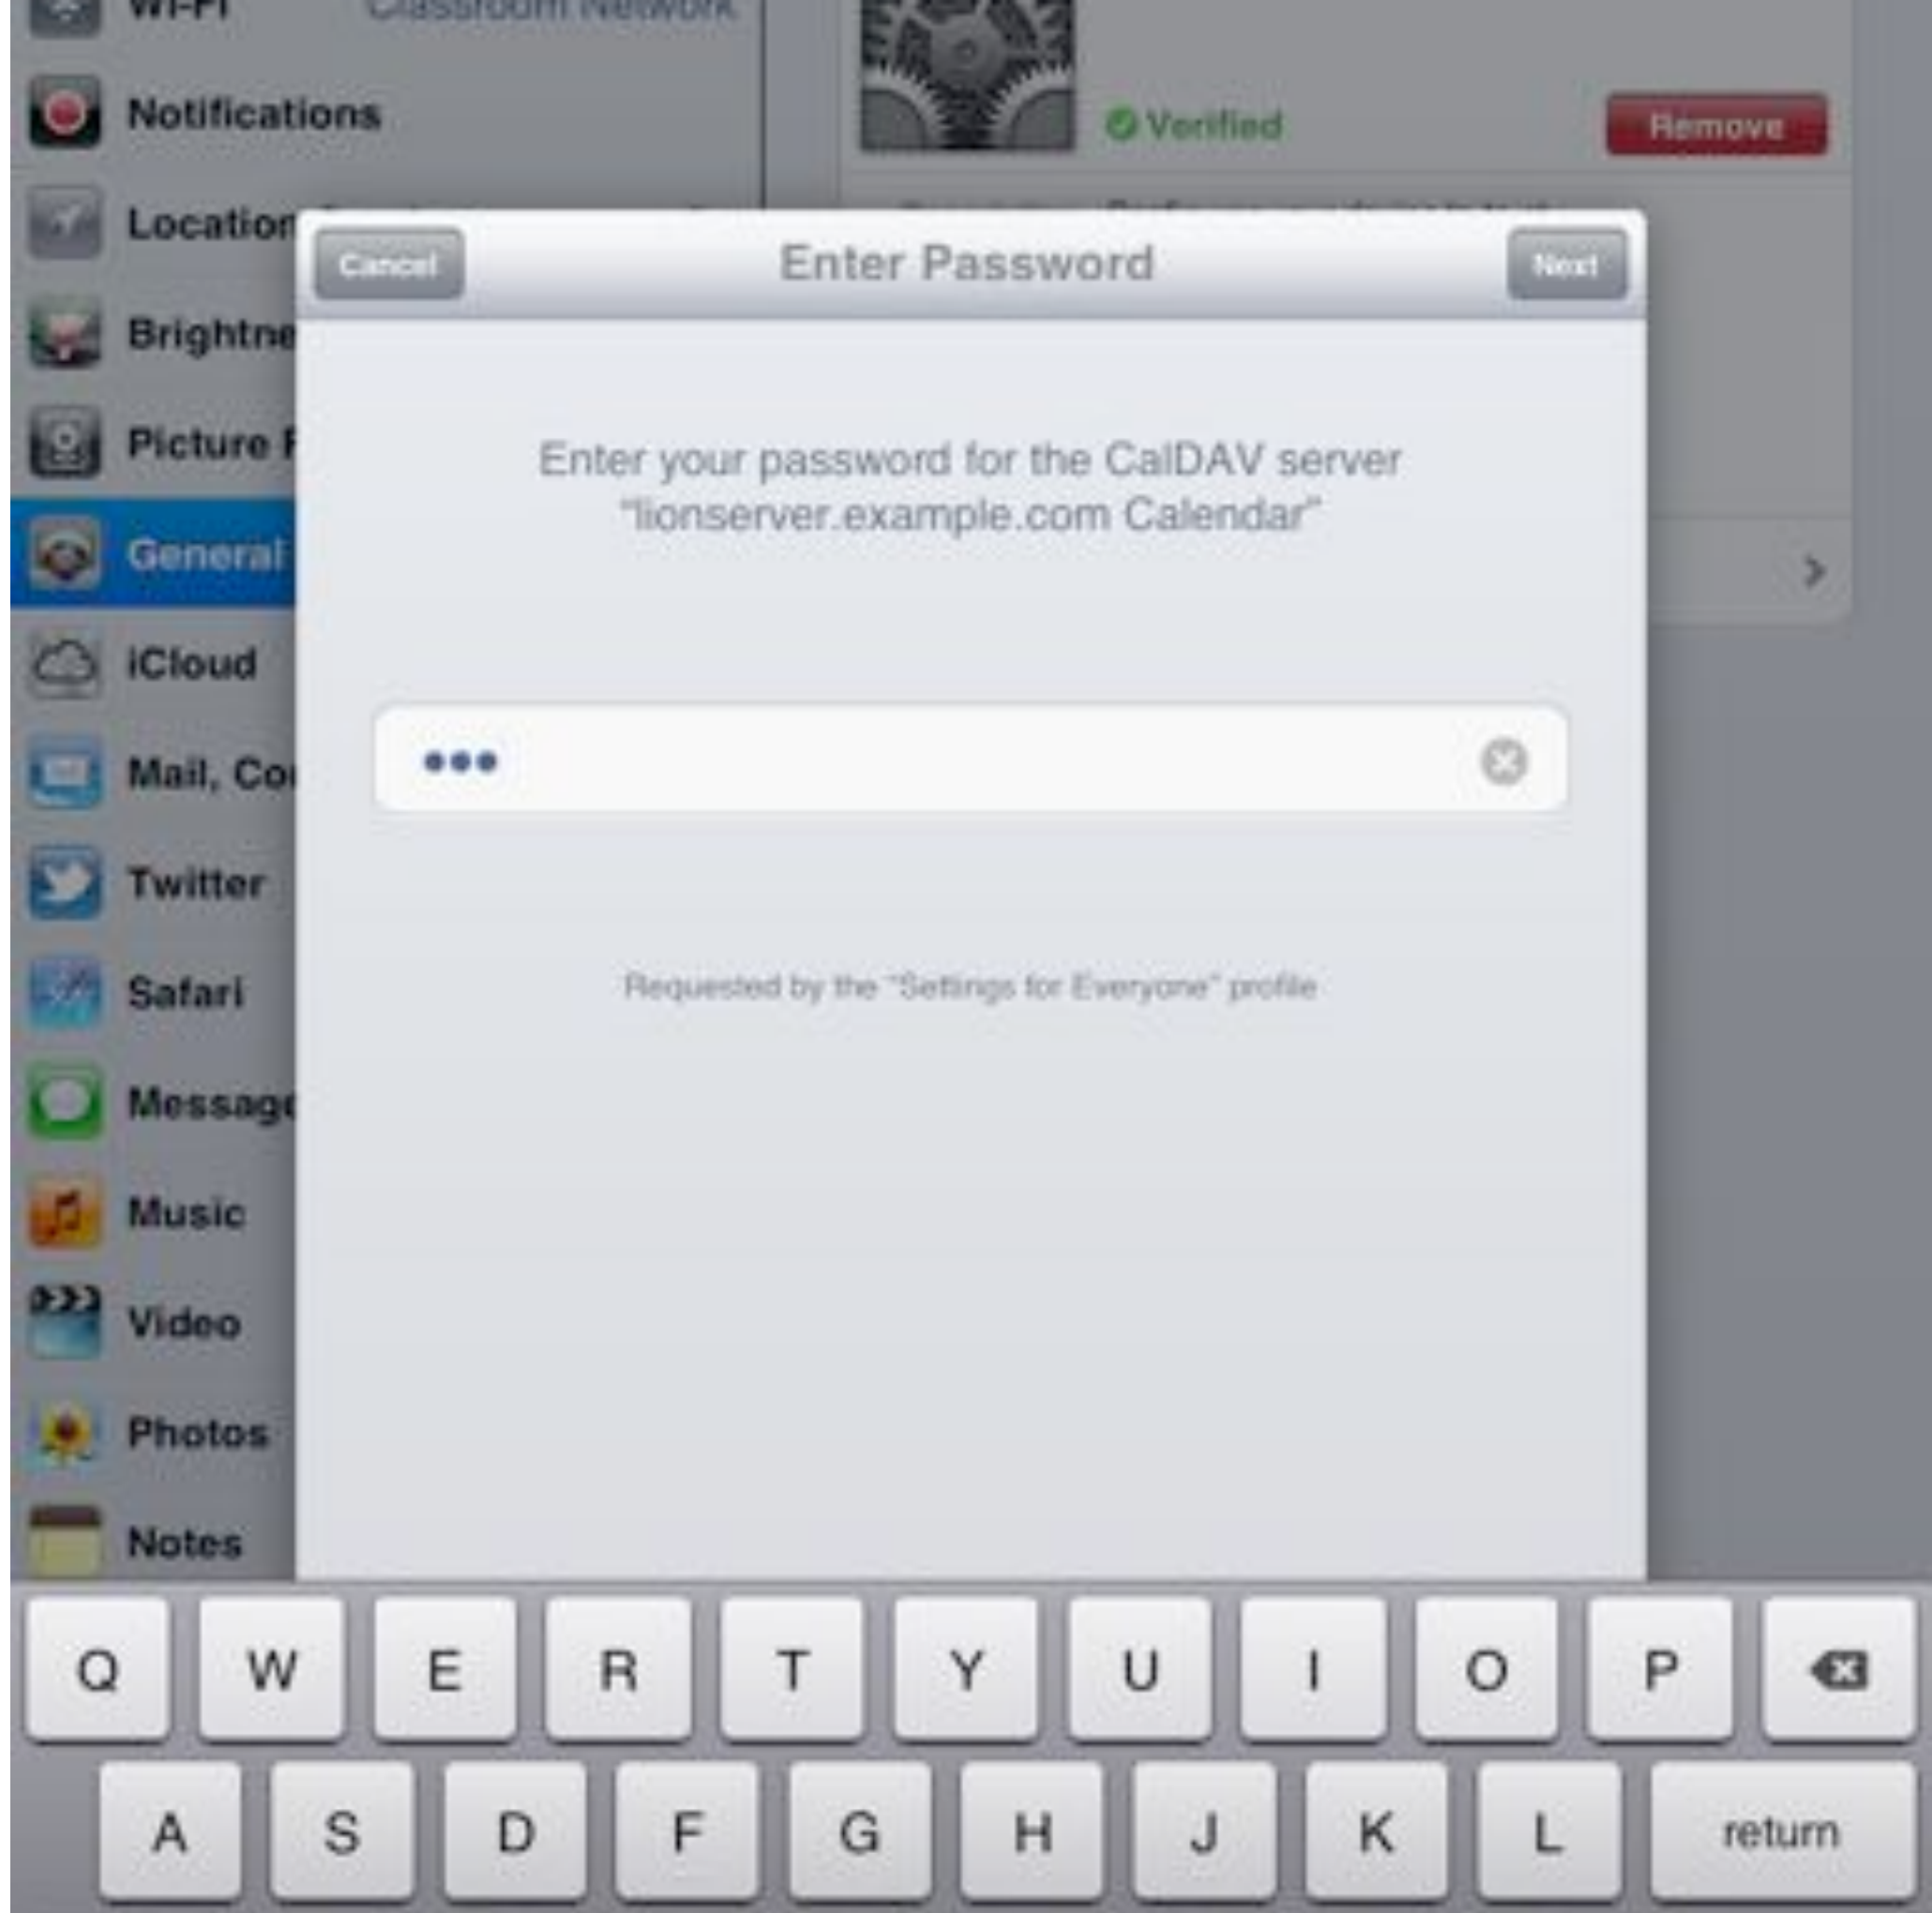 Wi-Fi
Classroom Network
Notifications
Verified
Remove
Location
Brightne
Picture F
General
iCloud
Mail, Co
Twitter
Safari
Message
Music
Video
Photos
Notes
Cancel
Enter Password
Next
Enter your password for the CalDAV server
"lionserver.example.com Calendar"
•••
Requested by the "Settings for Everyone" profile
Q W E R T Y U I O P
A S D F G H J K L return